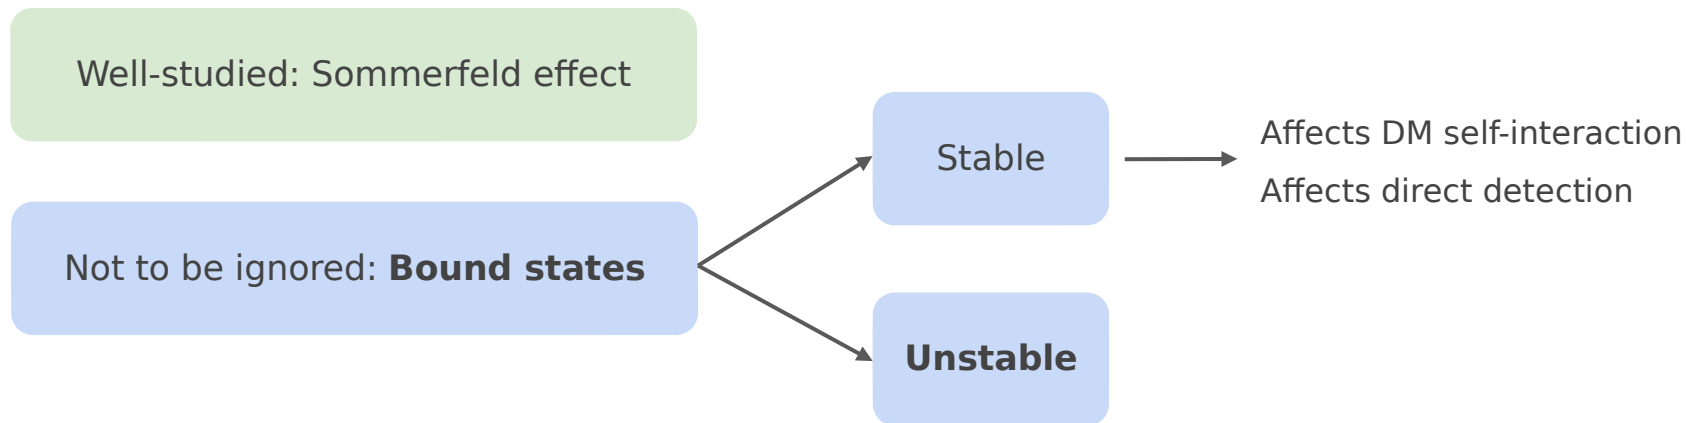 Well-studied: Sommerfeld effect
Not to be ignored: Bound states
Stable
Affects DM self-interaction
Affects direct detection
Unstable